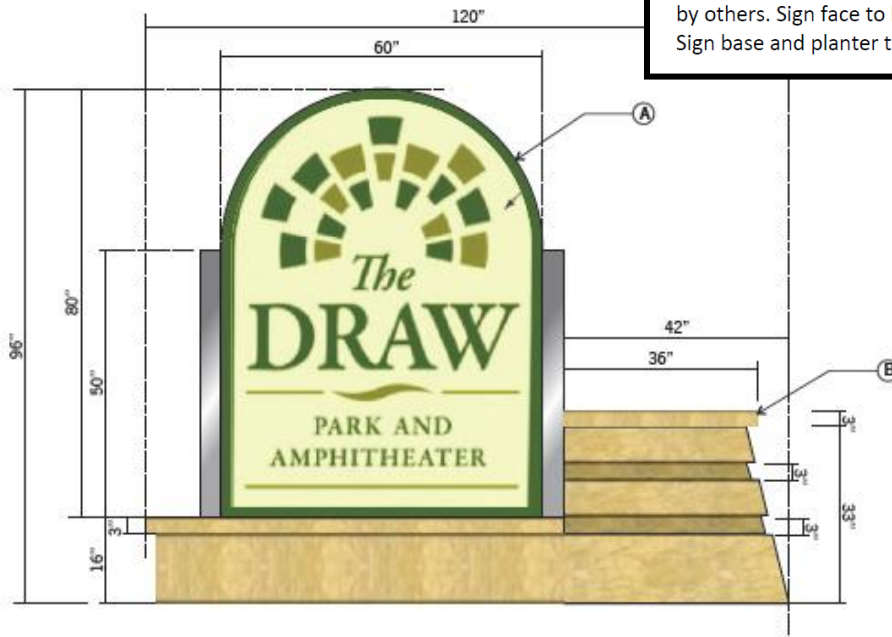 by others. Sign face to
Sign base and planter t
120"
60"
A
The
DRAW
PARK AND
AMPHITHEATER
96"
80"
50"
16"
3"
42"
36"
B
3"
3"
3"
33"